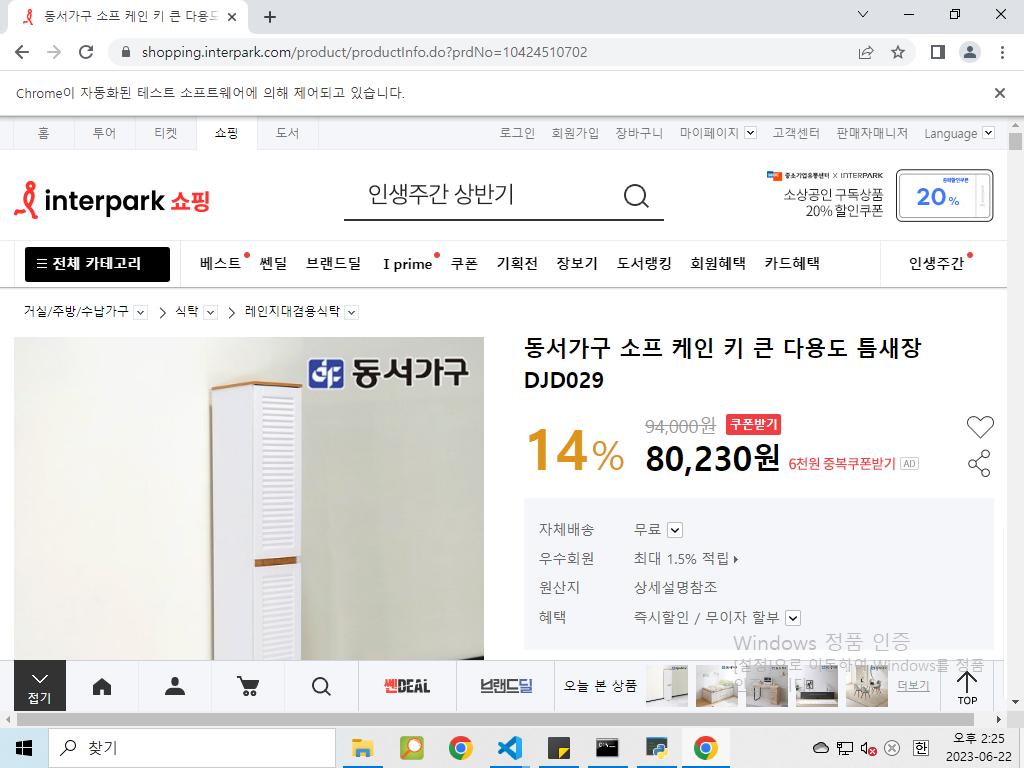 동서가구 소프 케인 키 큰 다용도
shopping.interpark.com/product/productInfo.do?prdNo=10424510702
Chrome이 자동화된 테스트 소프트웨어에 의해 제어되고 있습니다.
홈 투어 티켓 쇼핑 도서 로그인 회원가입 장바구니 마이페이지 고객센터 판매자매니저 Language
중소기업유통센터 X INTERPARK
interpark 쇼핑 인생주간 상반기 소상공인 구독상품 20%
20% 할인쿠폰
전체 카테고리 베스트 쎈딜 브랜드딜 I prime 쿠폰 기획전 장보기 도서랭킹 회원혜택 카드혜택 인생주간
거실/주방/수납가구 식탁 레인지대겸용식탁
동서가구 소프 케인 키 큰 다용도 틈새장
DJD029
동서가구
14% 94,000원 쿠폰받기
80,230원 6천원 중복쿠폰받기 AD
자체배송 무료
우수회원 최대 1.5% 적립
원산지 상세설명참조
혜택 즉시할인 / 무이자 할부
Windows 정품 인증
[설정]으로 이동하여 Windows를 정품
접기 쎈DEAL 브랜드딜 오늘 본 상품 더보기 TOP
찾기 한 오후 2:25
2023-06-22